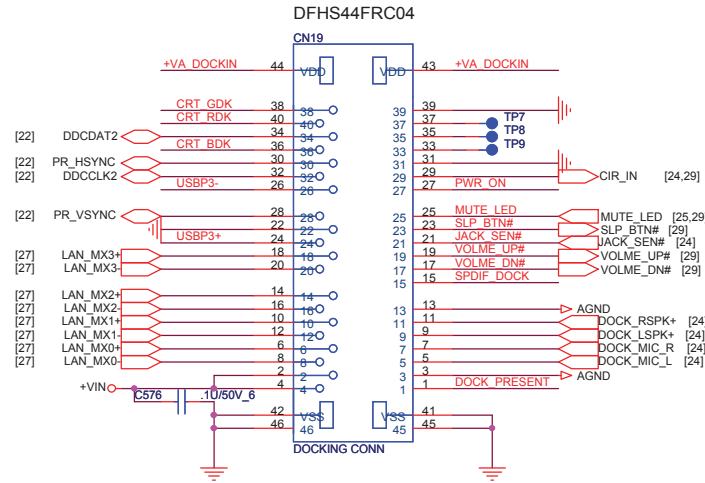 DFHS44FRC04
CN19
+VA_DOCKIN 44 VDD VDD 43 +VA_DOCKIN
CRT_GDK 38 38 39 39
CRT_RDK 40 40 37 37 TP7
[22] DDCDAT2 34 34 35 35 TP8
CRT_BDK 36 36 33 33 TP9
[22] PR_HSYNC 30 30 31 31
[22] DDCCLK2 32 32 29 29 CIR_IN [24,29]
USBP3- 26 26 27 27 PWR_ON
[22] PR_VSYNC 28 28 25 25 MUTE_LED MUTE_LED [25,29
22 22 23 23 SLP_BTN# SLP_BTN# [29]
USBP3+ 24 24 21 21 JACK_SEN# JACK_SEN# [24]
[27] LAN_MX3+ 18 18 19 19 VOLME_UP# VOLME_UP# [29]
[27] LAN_MX3- 20 20 17 17 VOLME_DN# VOLME_DN# [29]
15 15 SPDIF_DOCK
[27] LAN_MX2+ 14 14 13 13 AGND
[27] LAN_MX2- 16 16
[27] LAN_MX1+ 10 10 11 11 DOCK_RSPK+ [24]
[27] LAN_MX1- 12 12 9 9 DOCK_LSPK+ [24]
[27] LAN_MX0+ 6 6 7 7 DOCK_MIC_R [24]
[27] LAN_MX0- 8 8 5 5 DOCK_MIC_L [24]
2 2 3 3 AGND
+VIN 4 4 1 1 DOCK_PRESENT
C576 .1U/50V_6
42 VSS VSS 41
46 46 45 45
DOCKING CONN